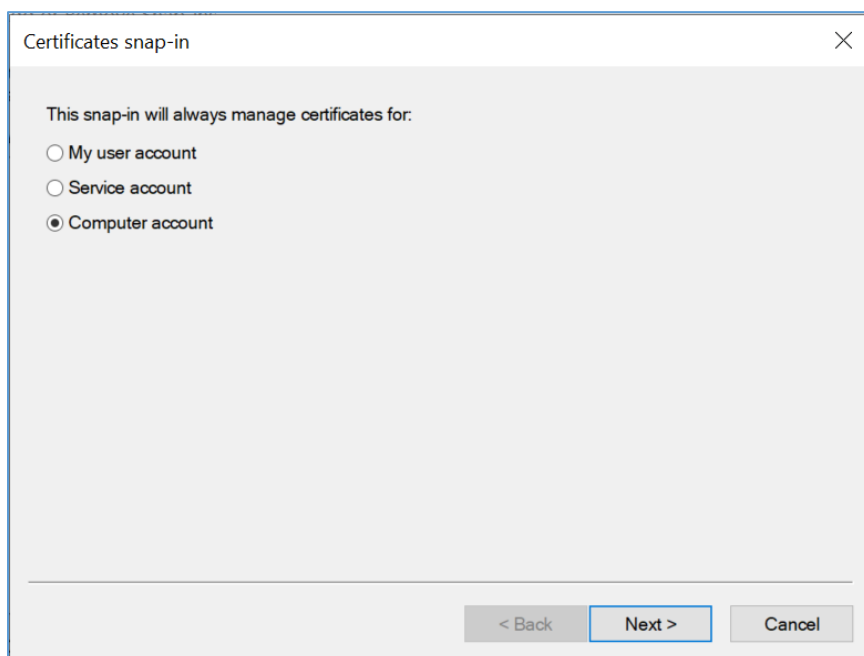 Certificates snap-in
This snap-in will always manage certificates for:
My user account
Service account
Computer account
< Back Next > Cancel